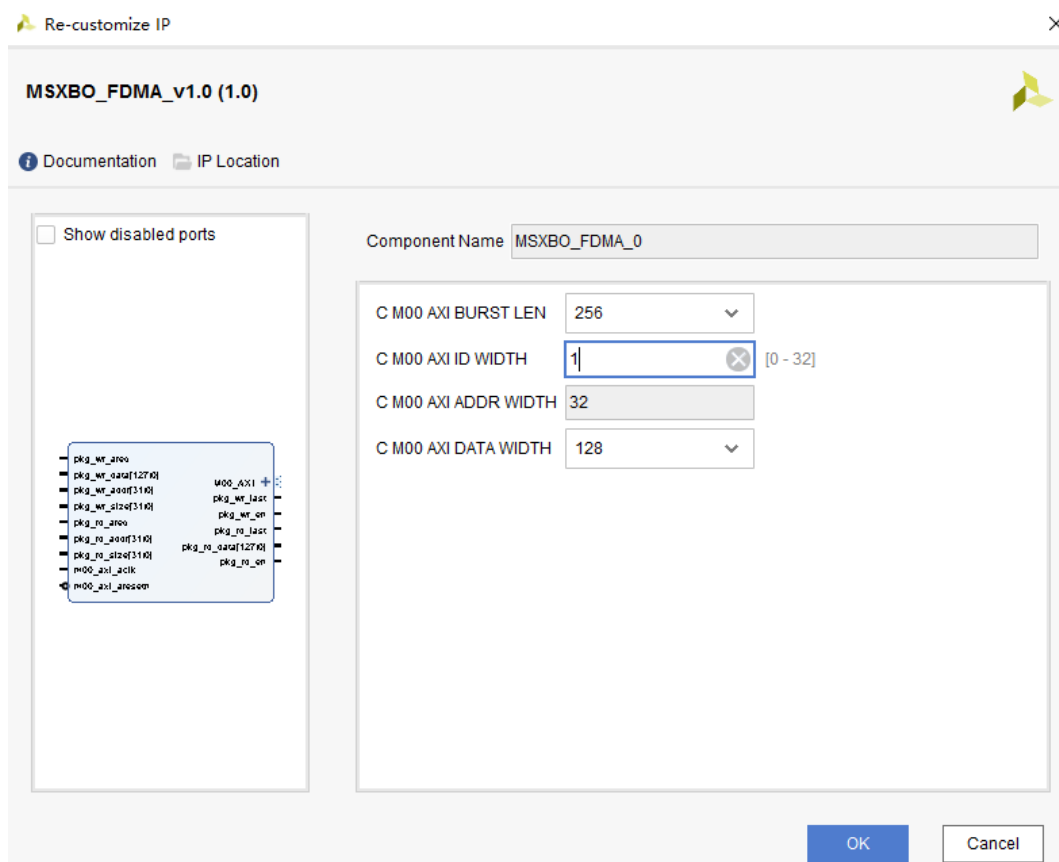 Re-customize IP
MSXBO_FDMA_v1.0 (1.0)
Documentation IP Location
Show disabled ports
pkg_wr_areq
pkg_wr_data[127:0]
pkg_wr_addr[31:0]
pkg_wr_size[31:0]
pkg_rd_areq
pkg_rd_addr[31:0]
pkg_rd_size[31:0]
m00_axi_aclk
m00_axi_aresetn
M00_AXI
pkg_wr_last
pkg_wr_en
pkg_rd_last
pkg_rd_data[127:0]
pkg_rd_en
Component Name MSXBO_FDMA_0
C M00 AXI BURST LEN 256
C M00 AXI ID WIDTH 1 [0 - 32]
C M00 AXI ADDR WIDTH 32
C M00 AXI DATA WIDTH 128
OK Cancel